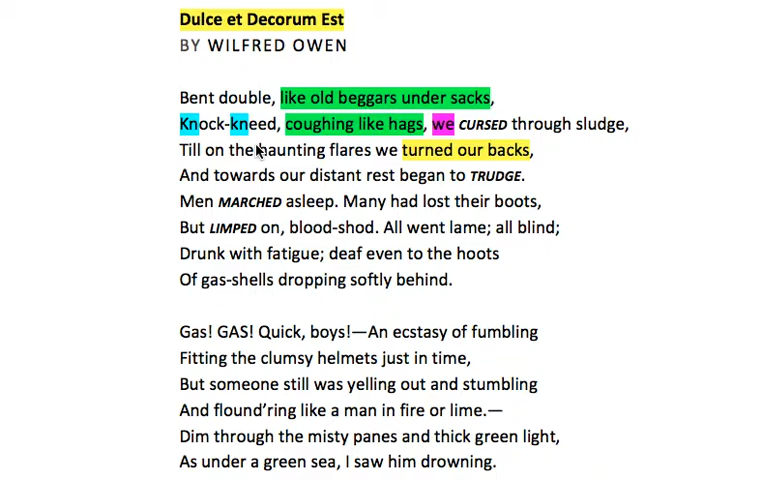 Dulce et Decorum Est
BY WILFRED OWEN
Bent double, like old beggars under sacks,
Knock-kneed, coughing like hags, we CURSED through sludge,
Till on the haunting flares we turned our backs,
And towards our distant rest began to TRUDGE.
Men MARCHED asleep. Many had lost their boots,
But LIMPED on, blood-shod. All went lame; all blind;
Drunk with fatigue; deaf even to the hoots
Of gas-shells dropping softly behind.
Gas! GAS! Quick, boys!—An ecstasy of fumbling
Fitting the clumsy helmets just in time,
But someone still was yelling out and stumbling
And flound’ring like a man in fire or lime.—
Dim through the misty panes and thick green light,
As under a green sea, I saw him drowning.